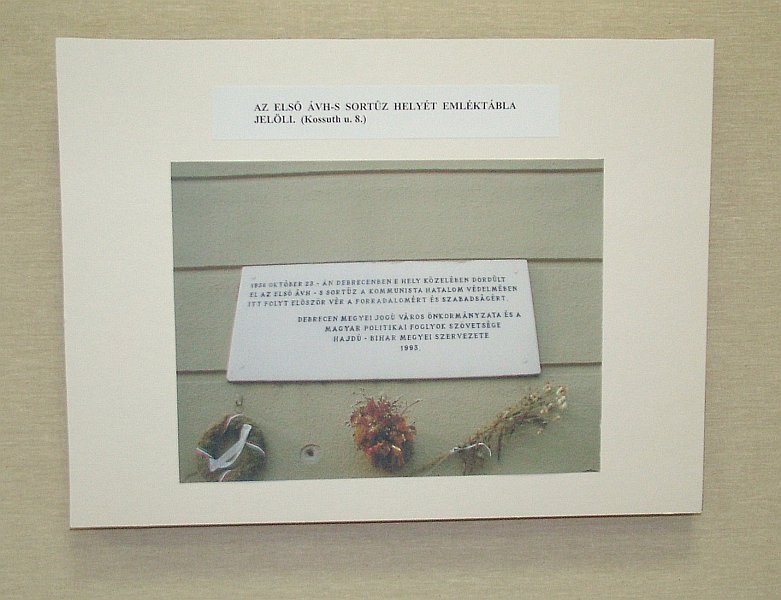 AZ ELSŐ ÁVH-S SORTŰZ HELYÉT EMLÉKTÁBLA
JELÖLI. (Kossuth u. 8.)
1956 OKTÓBER 23 - ÁN DEBRECENBEN E HELY KÖZELÉBEN DÖRDÜLT
EL AZ ELSŐ ÁVH - S SORTŰZ A KOMMUNISTA HATALOM VÉDELMÉBEN
ITT FOLYT ELŐSZÖR VÉR A FORRADALOMÉRT ÉS SZABADSÁGÉRT.
DEBRECEN MEGYEI JOGÚ VÁROS ÖNKORMÁNYZATA ÉS A
MAGYAR POLITIKAI FOGLYOK SZÖVETSÉGE
HAJDÚ - BIHAR MEGYEI SZERVEZETE
1993.